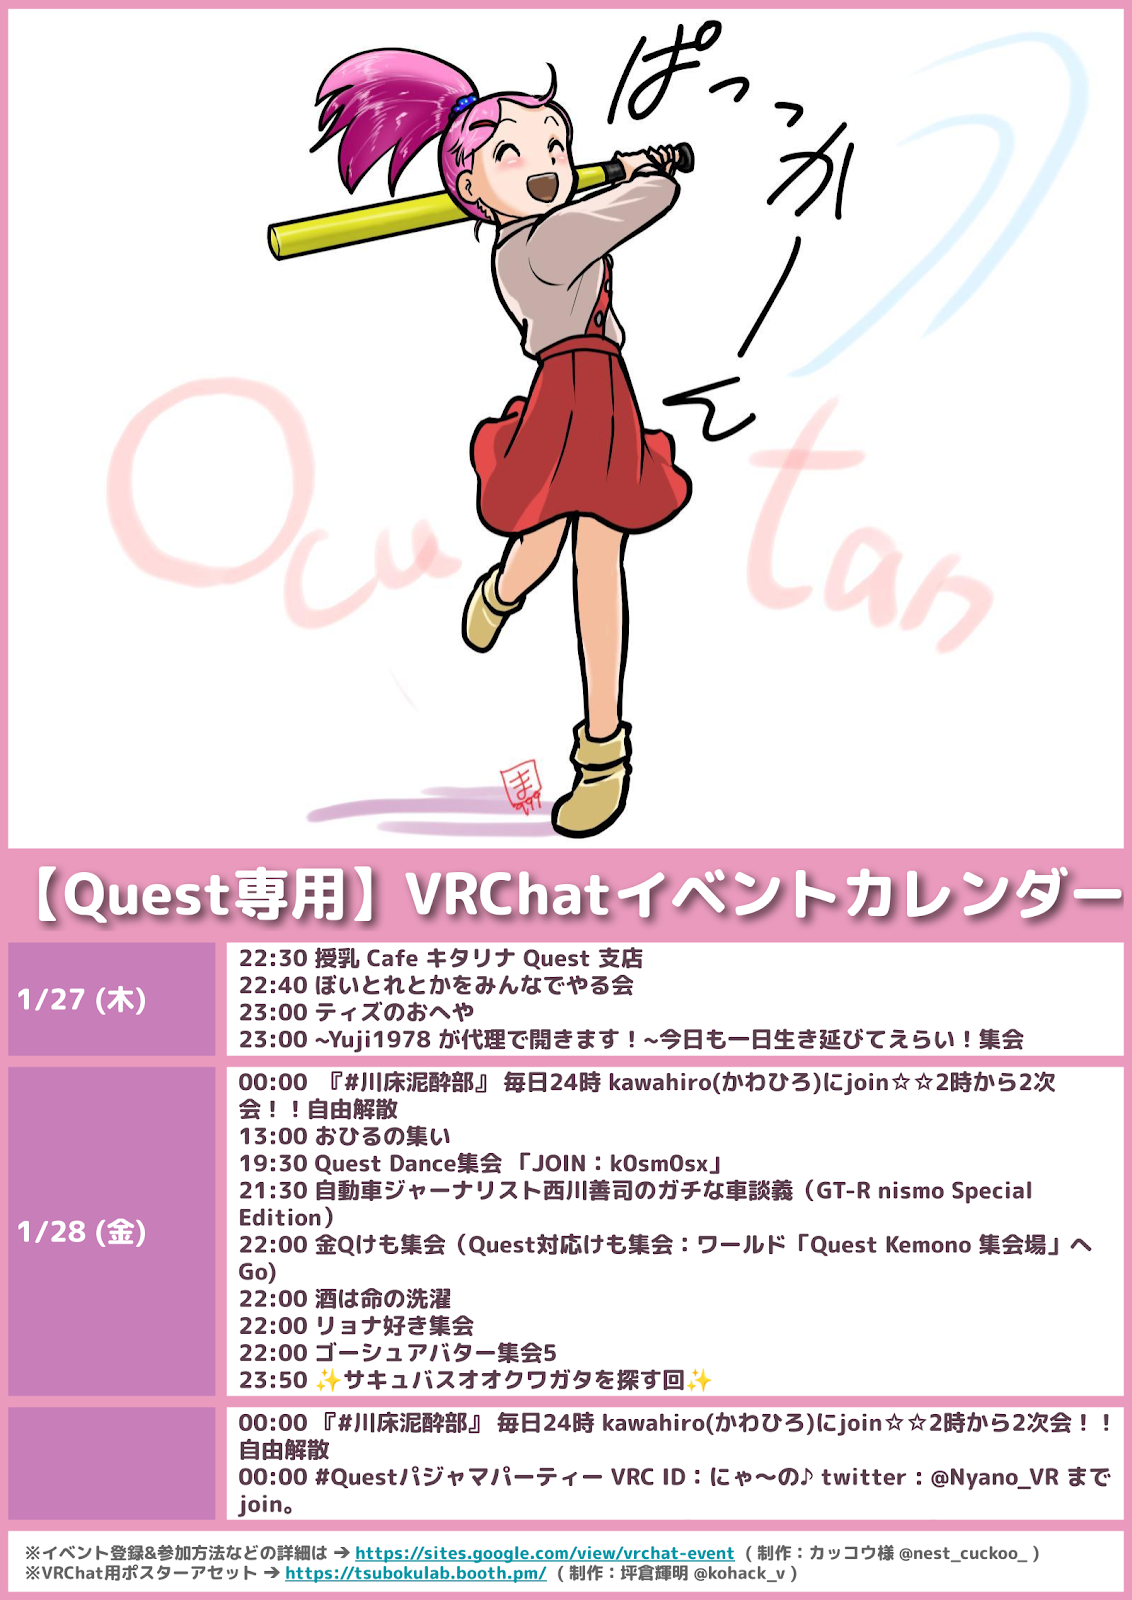 ぱっっかーん
Ocu tan
ま
999
【Quest専用】VRChatイベントカレンダー
1/27 (木)
22:30 授乳 Cafe キタリナ Quest 支店
22:40 ぼいとれとかをみんなでやる会
23:00 ティズのおへや
23:00 ~Yuji1978 が代理で開きます！~今日も一日生き延びてえらい！集会
1/28 (金)
00:00 『#川床泥酔部』 毎日24時 kawahiro(かわひろ)にjoin☆☆2時から2次
会！！自由解散
13:00 おひるの集い
19:30 Quest Dance集会 「JOIN：k0sm0sx」
21:30 自動車ジャーナリスト西川善司のガチな車談義（GT-R nismo Special
Edition）
22:00 金Qけも集会（Quest対応けも集会：ワールド「Quest Kemono 集会場」へ
Go)
22:00 酒は命の洗濯
22:00 リョナ好き集会
22:00 ゴーシュアバター集会5
23:50 ✨サキュバスオオクワガタを探す回✨
00:00 『#川床泥酔部』 毎日24時 kawahiro(かわひろ)にjoin☆☆2時から2次会！！
自由解散
00:00 #Questパジャマパーティー VRC ID：にゃ〜の♪ twitter : @Nyano_VR まで
join。
※イベント登録&参加方法などの詳細は ➔ https://sites.google.com/view/vrchat-event ( 制作：カッコウ様 @nest_cuckoo_ )
※VRChat用ポスターアセット ➔ https://tsubokulab.booth.pm/ ( 制作：坪倉輝明 @kohack_v )